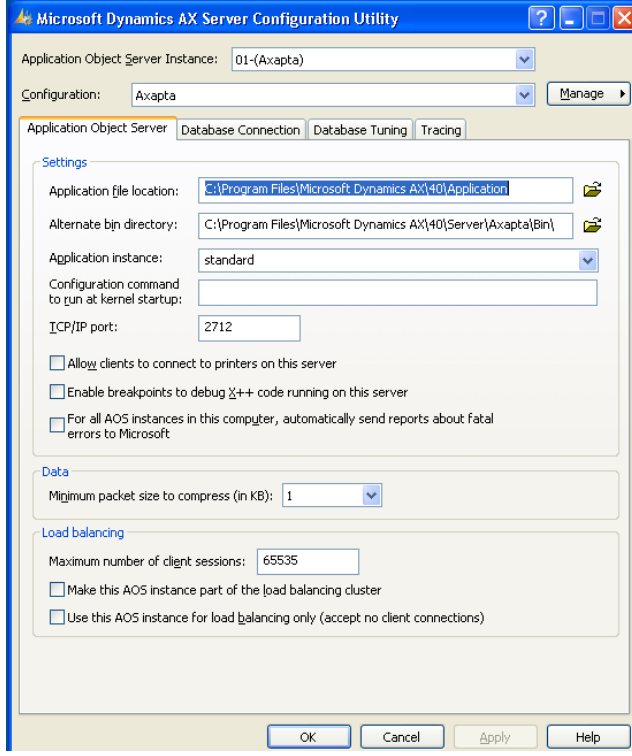 Microsoft Dynamics AX Server Configuration Utility
Application Object Server Instance: 01-(Axapta)
Configuration: Axapta Manage
Application Object Server Database Connection Database Tuning Tracing
Settings
Application file location: C:\Program Files\Microsoft Dynamics AX\40\Application
Alternate bin directory: C:\Program Files\Microsoft Dynamics AX\40\Server\Axapta\Bin\
Application instance: standard
Configuration command
to run at kernel startup:
TCP/IP port: 2712
Allow clients to connect to printers on this server
Enable breakpoints to debug X++ code running on this server
For all AOS instances in this computer, automatically send reports about fatal
errors to Microsoft
Data
Minimum packet size to compress (in KB): 1
Load balancing
Maximum number of client sessions: 65535
Make this AOS instance part of the load balancing cluster
Use this AOS instance for load balancing only (accept no client connections)
OK Cancel Apply Help